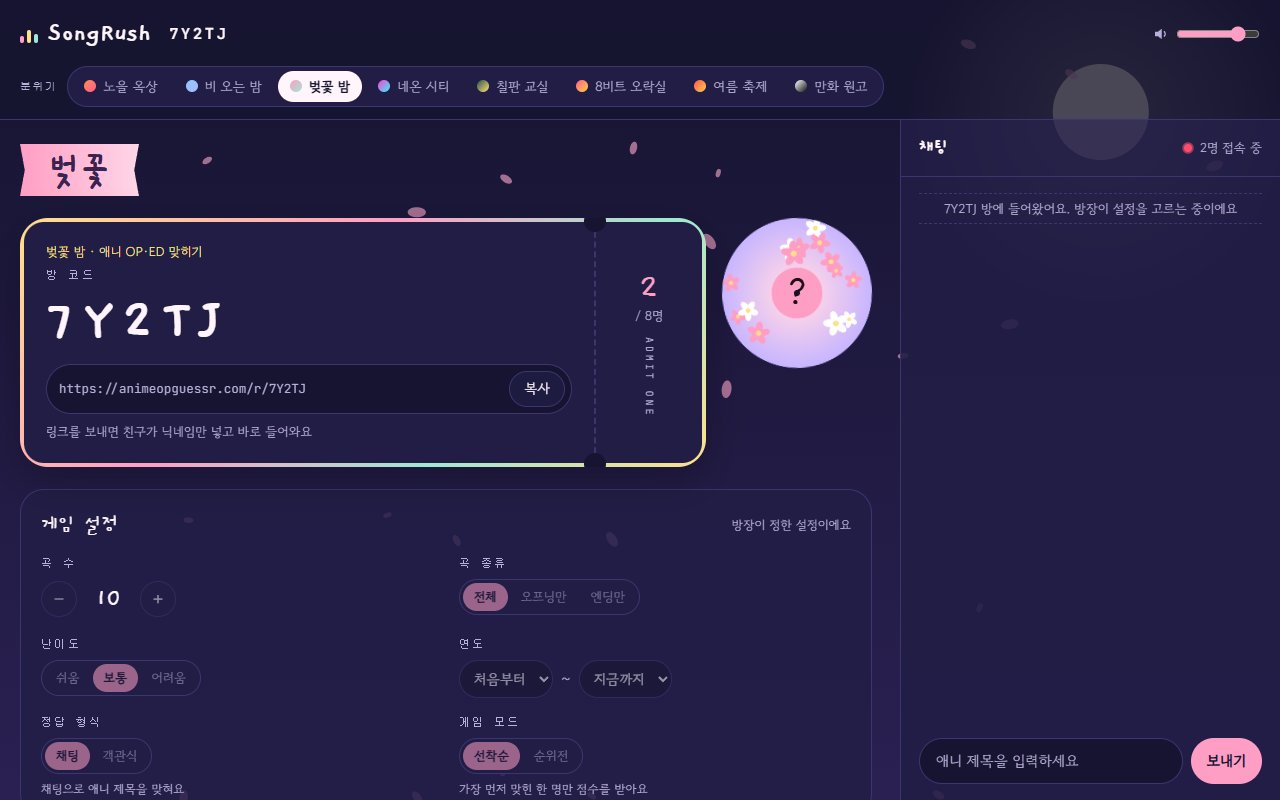 SongRush 7Y2TJ
분위기 노을 옥상 비 오는 밤 벚꽃 밤 네온 시티 칠판 교실 8비트 오락실 여름 축제 만화 원고
벚꽃
벚꽃 밤 · 애니 OP·ED 맞히기
방 코드
7Y2TJ
https://animeopguessr.com/r/7Y2TJ 복사
링크를 보내면 친구가 닉네임만 넣고 바로 들어와요
2
/ 8명
ADMIT ONE
?
게임 설정 방장이 정한 설정이에요
곡 수
− 10 +
곡 종류
전체 오프닝만 엔딩만
난이도
쉬움 보통 어려움
연도
처음부터 ~ 지금까지
정답 형식
채팅 객관식
채팅으로 애니 제목을 맞혀요
게임 모드
선착순 순위전
가장 먼저 맞힌 한 명만 점수를 받아요
채팅 2명 접속 중
7Y2TJ 방에 들어왔어요. 방장이 설정을 고르는 중이에요
애니 제목을 입력하세요 보내기